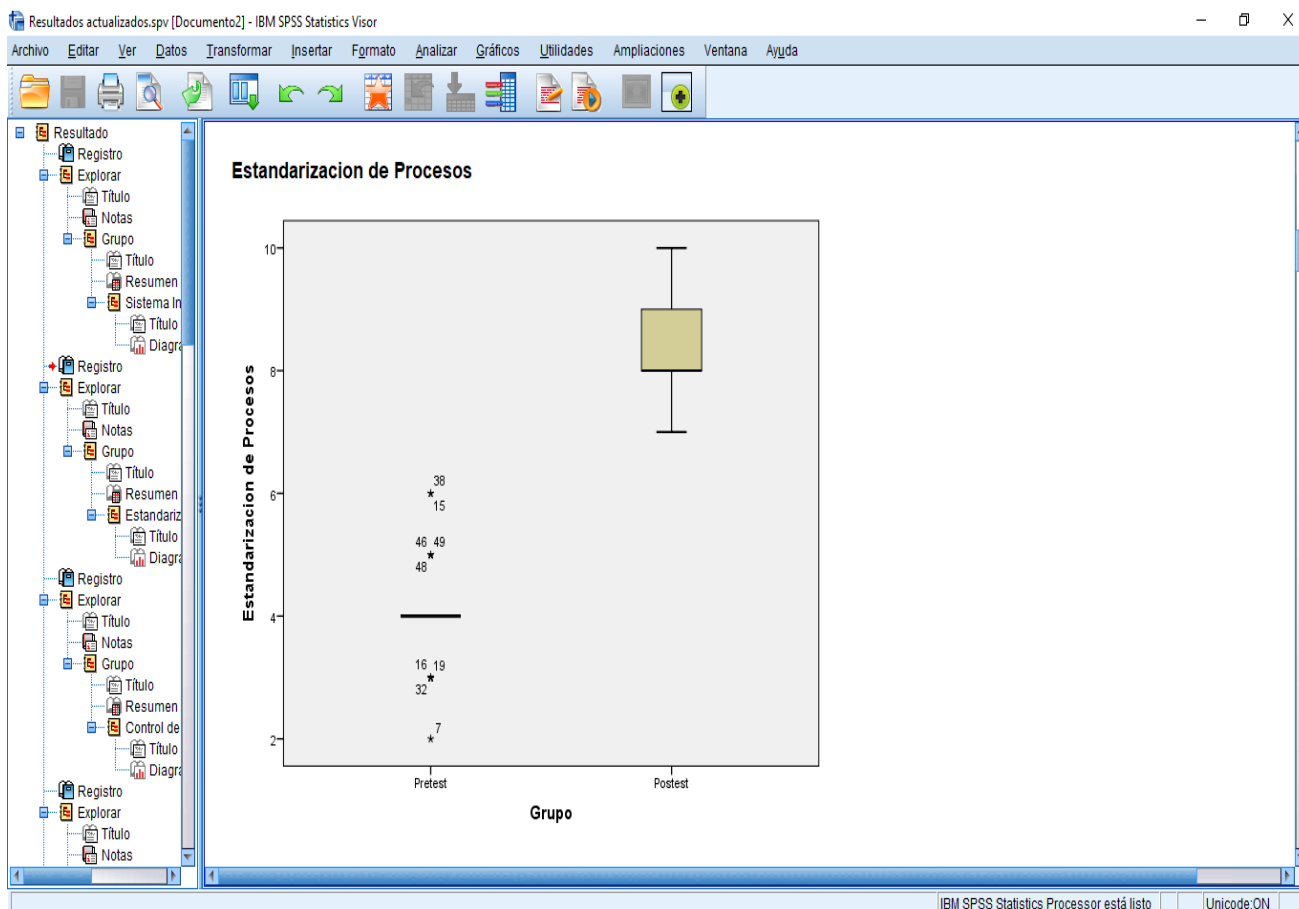 Resultados actualizados.spv [Documento2] - IBM SPSS Statistics Visor
Archivo Editar Ver Datos Transformar Insertar Formato Analizar Gráficos Utilidades Ampliaciones Ventana Ayuda
Resultado
Registro
Explorar
Título
Notas
Grupo
Título
Resumen
Sistema In
Título
Diagra
Registro
Explorar
Título
Notas
Grupo
Título
Resumen
Estandariz
Título
Diagra
Registro
Explorar
Título
Notas
Grupo
Título
Resumen
Control de
Título
Diagra
Registro
Explorar
Título
Notas
Estandarizacion de Procesos
Estandarizacion de Procesos
10
8
6
4
2
38
15
46 49
48
16 19
32
7
Pretest Postest
Grupo
IBM SPSS Statistics Processor está listo Unicode:ON